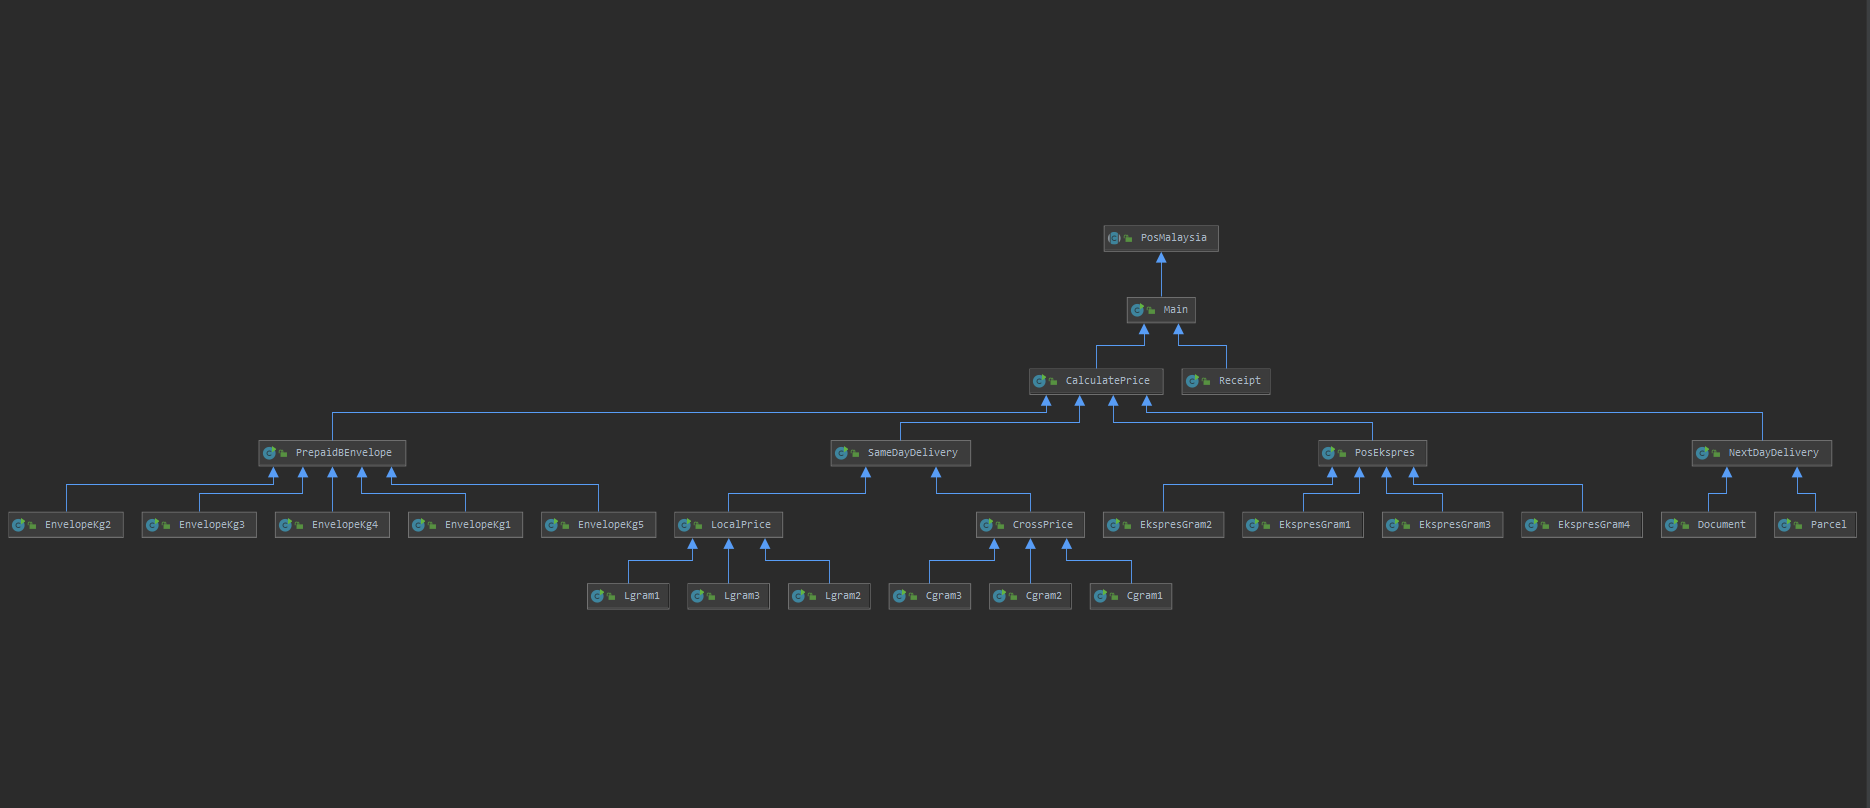 PosMalaysia
Main
CalculatePrice
Receipt
PrepaidBEnvelope
SameDayDelivery
PosEkspres
NextDayDelivery
EnvelopeKg2
EnvelopeKg3
EnvelopeKg4
EnvelopeKg1
EnvelopeKg5
LocalPrice
CrossPrice
EkspresGram2
EkspresGram1
EkspresGram3
EkspresGram4
Document
Parcel
Lgram1
Lgram3
Lgram2
Cgram3
Cgram2
Cgram1